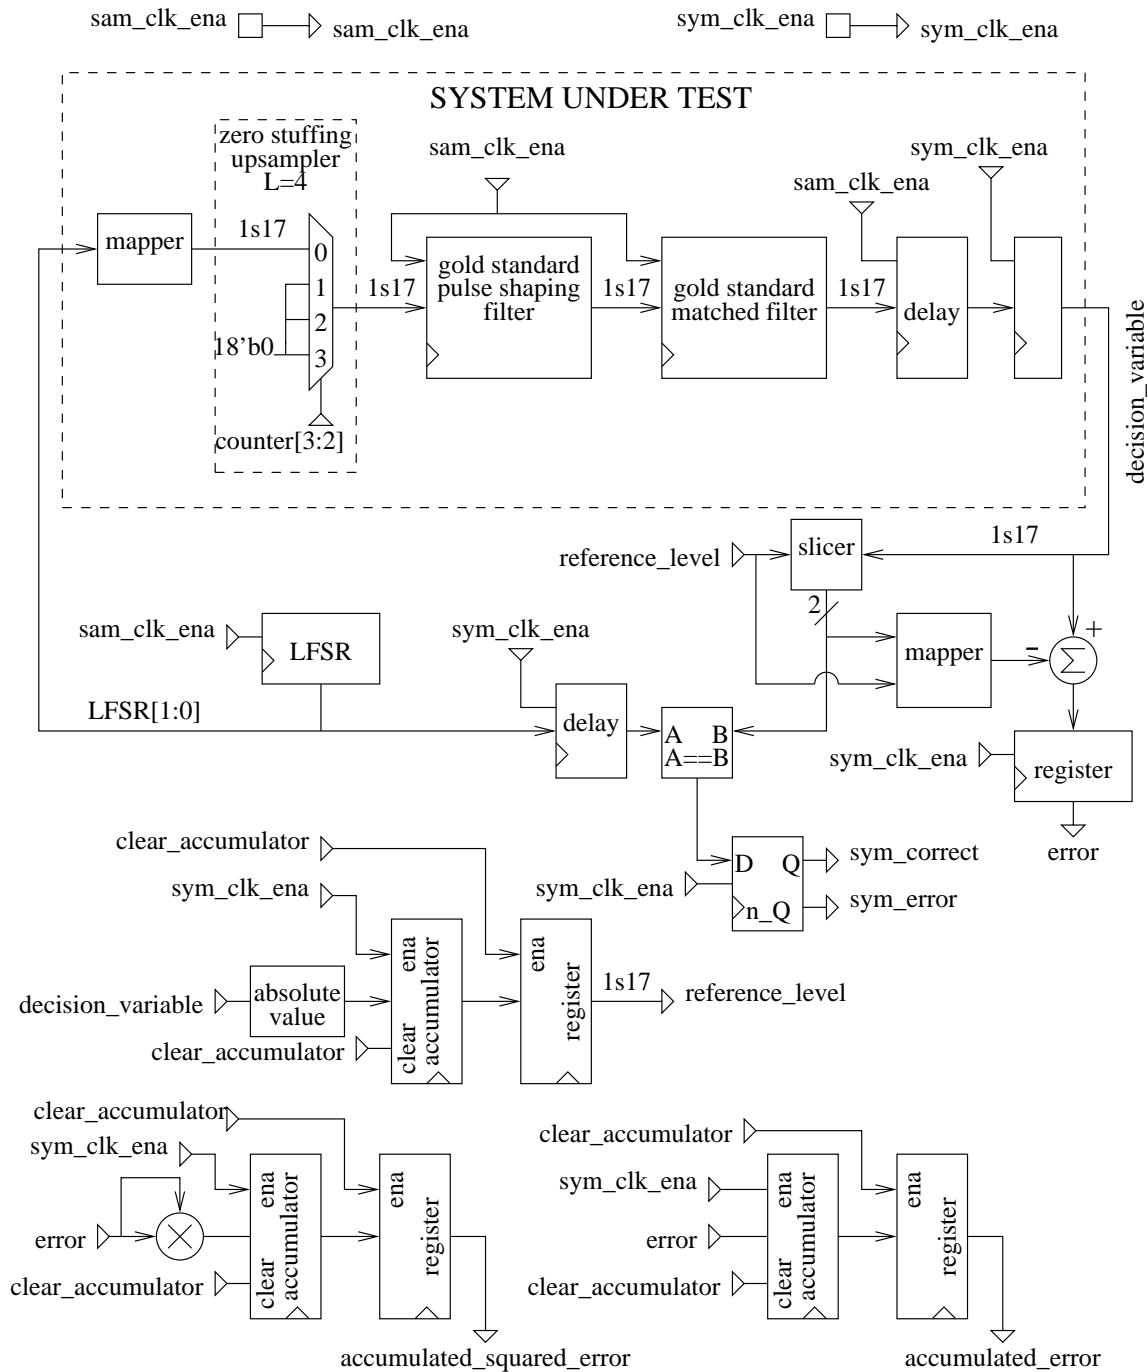 sam_clk_ena
sam_clk_ena
sym_clk_ena
sym_clk_ena
SYSTEM UNDER TEST
zero stuffing
upsampler
L=4
sam_clk_ena
sam_clk_ena
sym_clk_ena
mapper
1s17
0
1
2
3
18'b0
counter[3:2]
1s17
gold standard
pulse shaping
filter
1s17
gold standard
matched filter
1s17
delay
decision_variable
reference_level
slicer
1s17
2
sam_clk_ena
LFSR
LFSR[1:0]
sym_clk_ena
delay
A B
A==B
mapper
-
+
Σ
sym_clk_ena
register
error
clear_accumulator
sym_clk_ena
D Q
n_Q
sym_clk_ena
sym_correct
sym_error
decision_variable
absolute
value
clear_accumulator
ena
clear
accumulator
ena
register
1s17
reference_level
clear_accumulator
sym_clk_ena
error
clear_accumulator
ena
clear
accumulator
ena
register
accumulated_squared_error
clear_accumulator
sym_clk_ena
error
clear_accumulator
ena
clear
accumulator
ena
register
accumulated_error